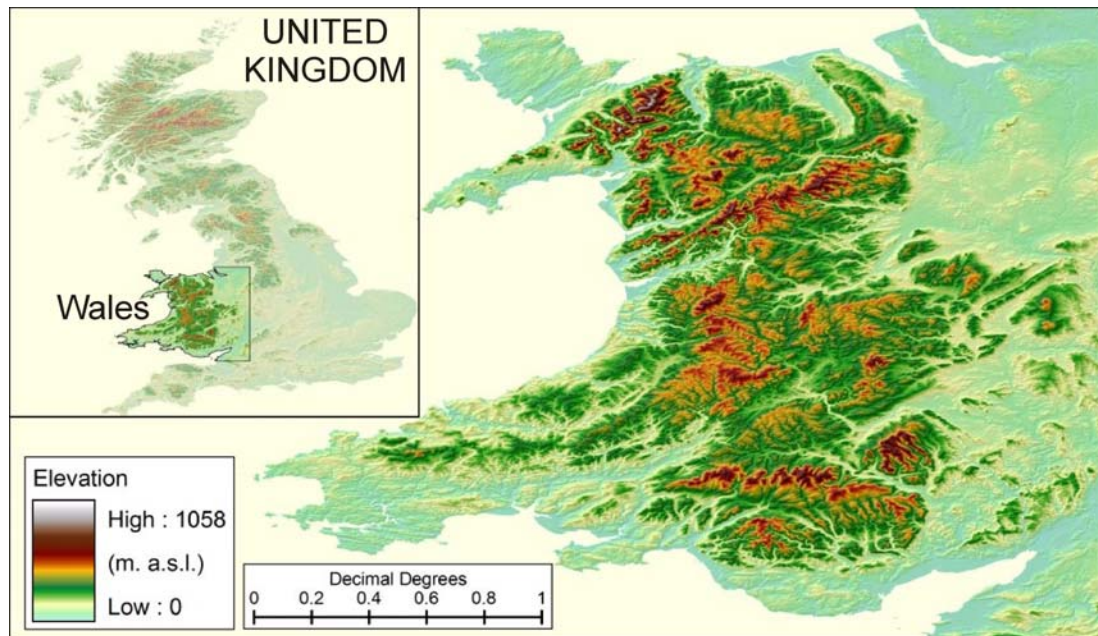 UNITED
KINGDOM
Wales
Elevation
High : 1058
(m. a.s.l.)
Low : 0
Decimal Degrees
0 0.2 0.4 0.6 0.8 1